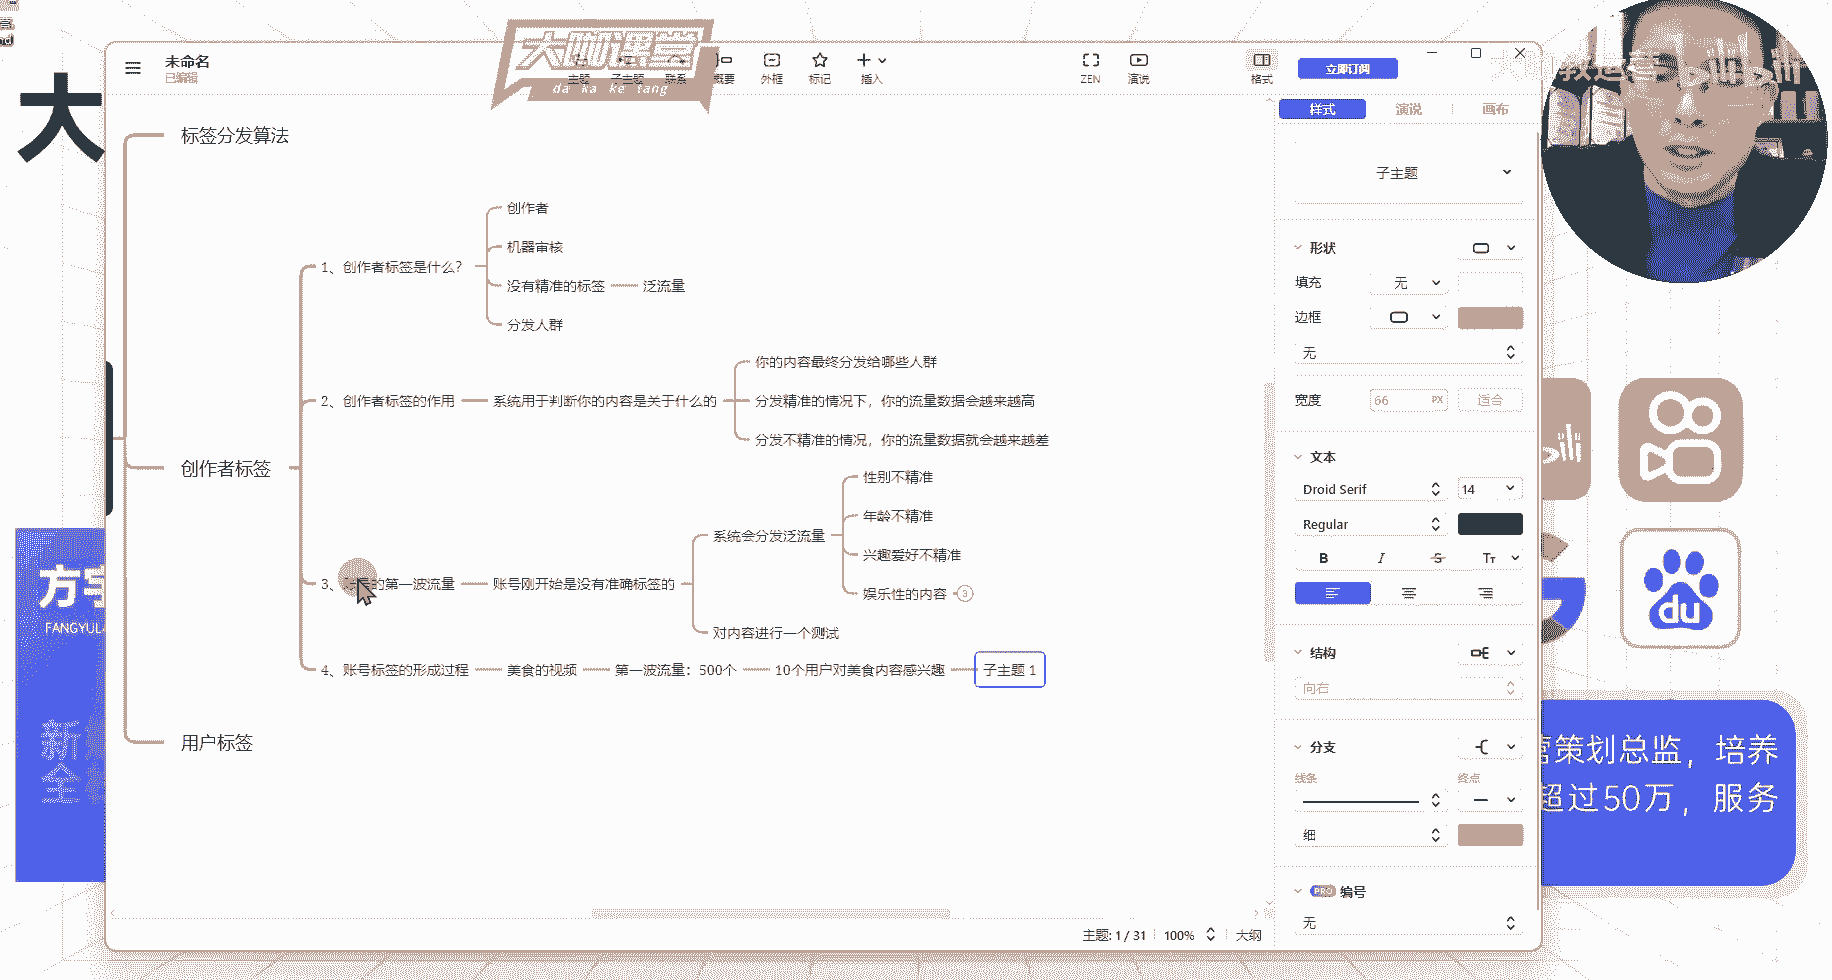 大
未命名
已编辑
大咖课堂
da ka ke tang
主题
子主题
联系
概要
外框
标记
插入
ZEN
演说
格式
立即订阅
样式
演说
画布
标签分发算法
创作者
机器审核
1、创作者标签是什么?
没有精准的标签
泛流量
分发人群
你的内容最终分发给哪些人群
2、创作者标签的作用
系统用于判断你的内容是关于什么的
分发精准的情况下，你的流量数据会越来越高
分发不精准的情况，你的流量数据就会越来越差
创作者标签
性别不精准
年龄不精准
系统会分发泛流量
兴趣爱好不精准
3、
的第一波流量
账号刚开始是没有准确标签的
娱乐性的内容
3
对内容进行一个测试
4、账号标签的形成过程
美食的视频
第一波流量：500个
10个用户对美食内容感兴趣
子主题 1
用户标签
子主题
形状
填充
无
边框
无
宽度
66
PX
适合
文本
Droid Serif
14
Regular
B
I
S
Tт
结构
向右
分支
线条
终点
细
PRO
编号
无
主题: 1 / 31
100%
大纲
FANGYU
新
全
du
营策划总监，培养
超过50万，服务